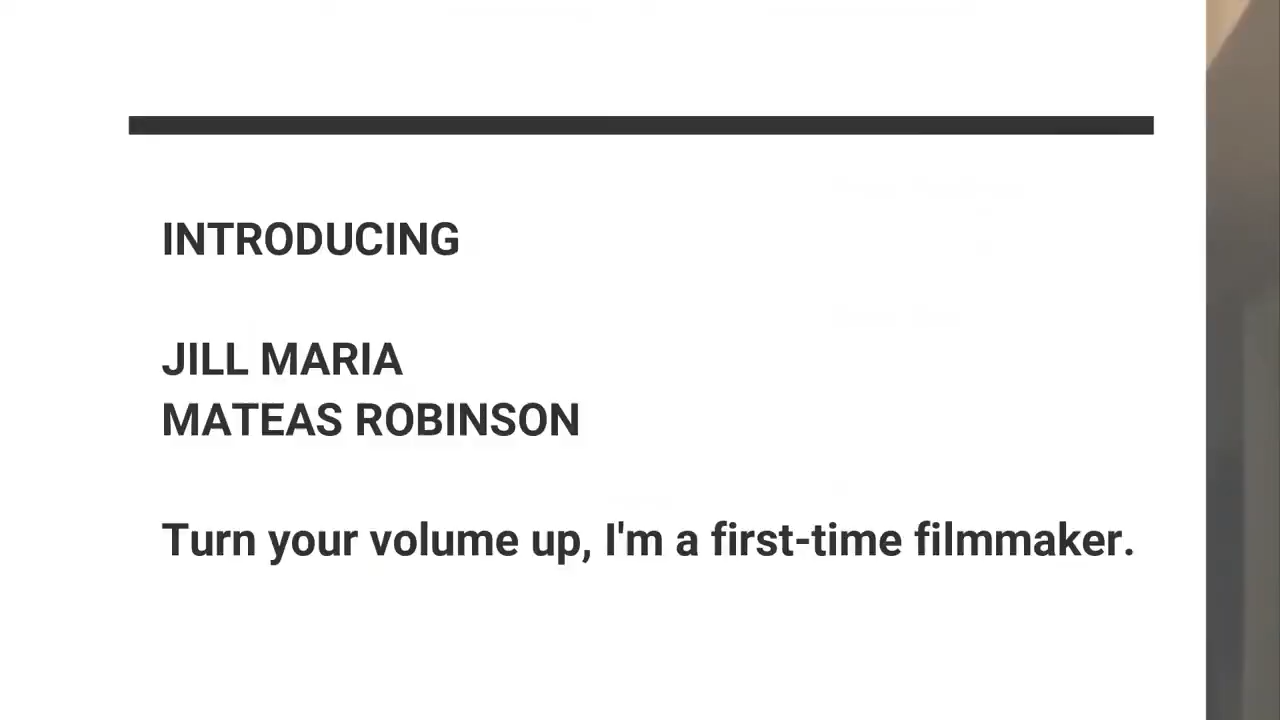 INTRODUCING
JILL MARIA
MATEAS ROBINSON
Turn your volume up, I'm a first-time filmmaker.